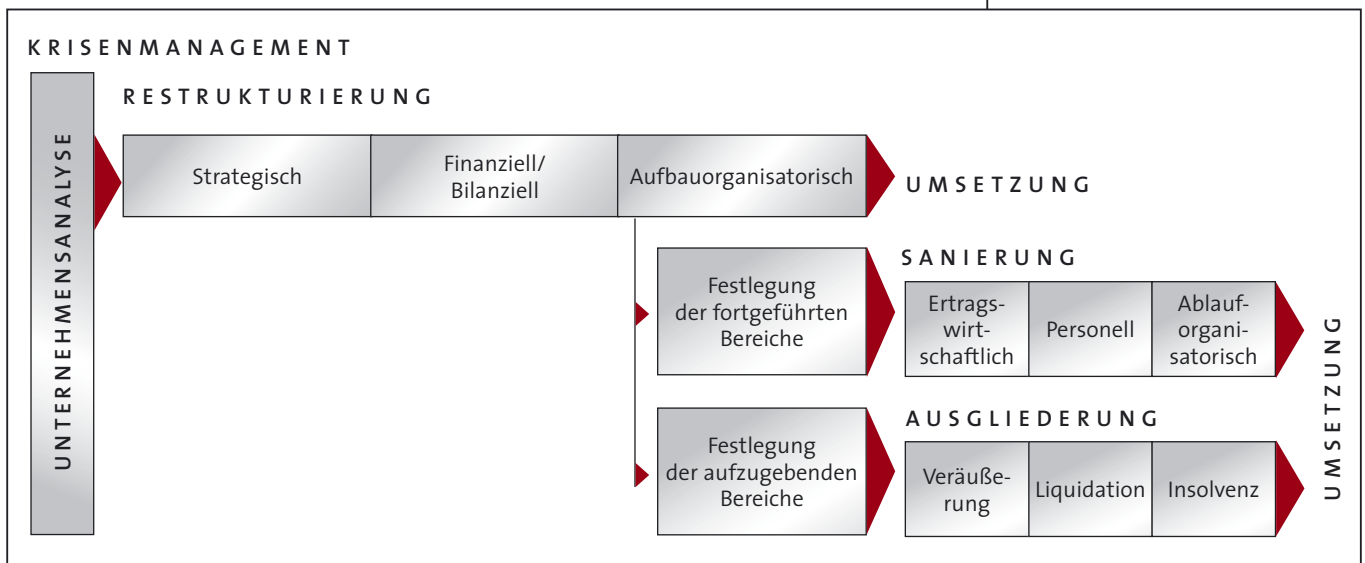 KRISENMANAGEMENT
UNTERNEHMENSANALYSE
RESTRUKTURIERUNG
Strategisch
Finanziell/
Bilanziell
Aufbauorganisatorisch
UMSETZUNG
Festlegung
der fortgeführten
Bereiche
SANIERUNG
Ertrags-
wirt-
schaftlich
Personell
Ablauf-
organi-
satorisch
Festlegung
der aufzugebenden
Bereiche
AUSGLIEDERUNG
Veräuße-
rung
Liquidation
Insolvenz
UMSETZUNG